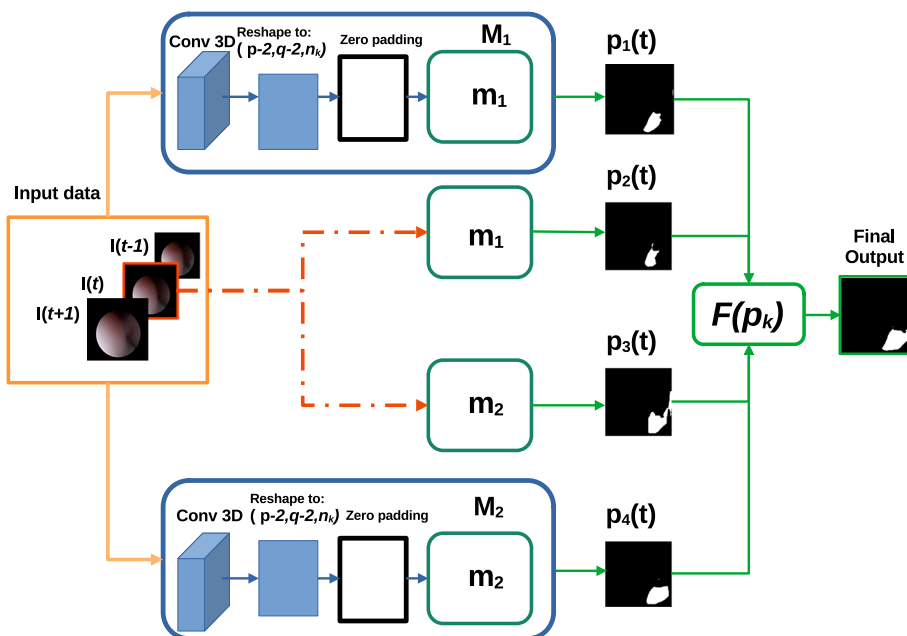 Conv 3D
Reshape to:
( p-2,q-2,nₖ)
Zero padding
M₁
m₁
p₁(t)
Input data
I(t-1)
I(t)
I(t+1)
m₁
p₂(t)
Final
Output
F(pₖ)
m₂
p₃(t)
Conv 3D
Reshape to:
( p-2,q-2,nₖ)
Zero padding
M₂
m₂
p₄(t)